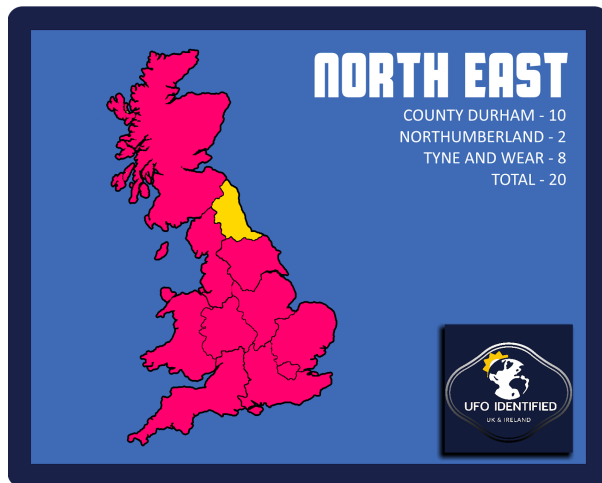 NORTH EAST
COUNTY DURHAM - 10
NORTHUMBERLAND - 2
TYNE AND WEAR - 8
TOTAL - 20
UFO IDENTIFIED
UK & IRELAND